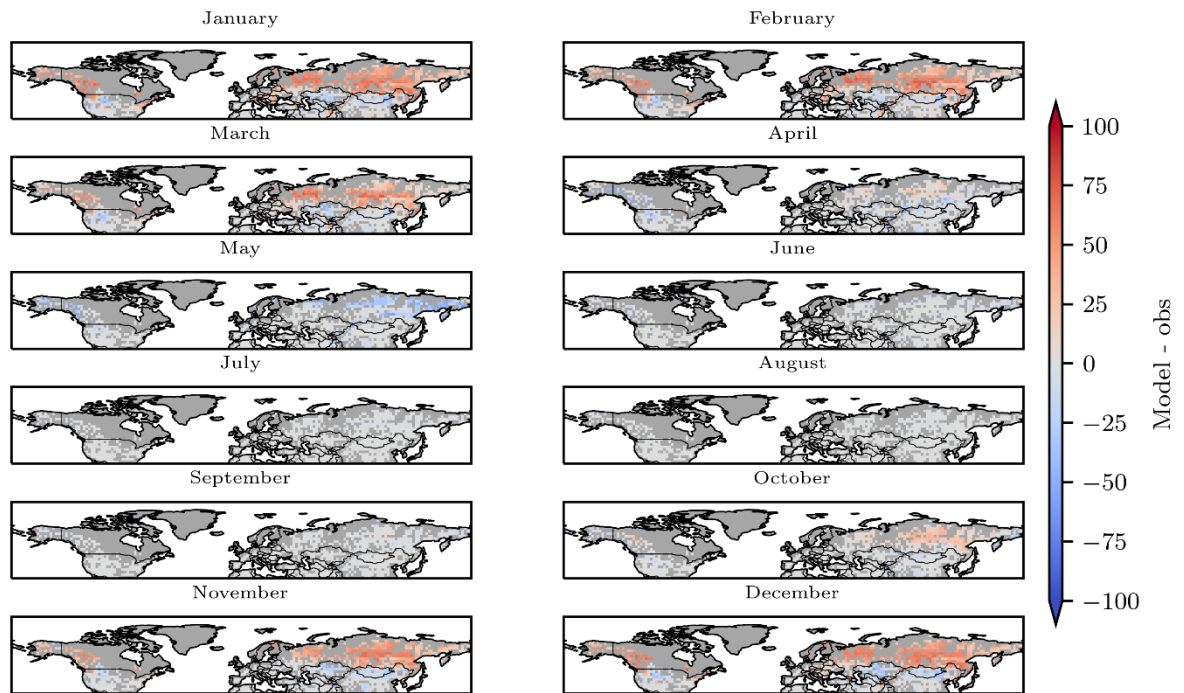 January
February
March
April
May
June
July
August
September
October
November
December
100
75
50
25
0
−25
−50
−75
−100
Model - obs